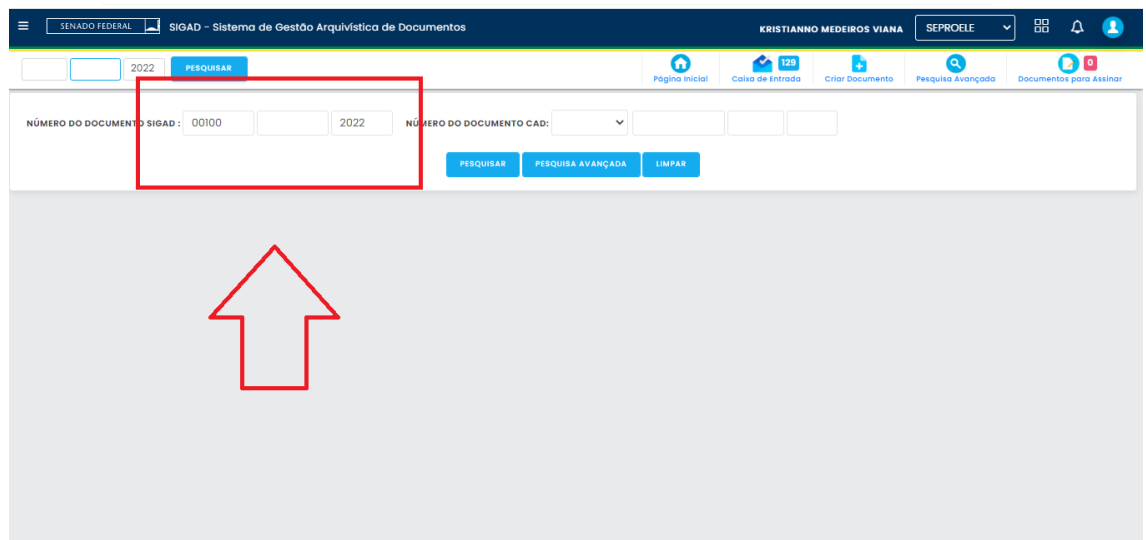 SENADO FEDERAL SIGAD - Sistema de Gestão Arquivística de Documentos KRISTIANNO MEDEIROS VIANA SEPROELE
2022 PESQUISAR 129 0
Página Inicial Caixa de Entrada Criar Documento Pesquisa Avançada Documentos para Assinar
NÚMERO DO DOCUMENTO SIGAD : 00100 2022 NÚMERO DO DOCUMENTO CAD:
PESQUISAR PESQUISA AVANÇADA LIMPAR